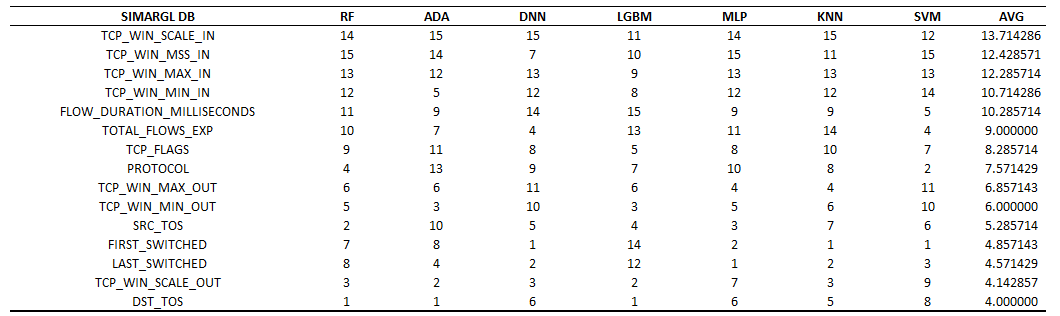 SIMARGL DB RF ADA DNN LGBM MLP KNN SVM AVG
TCP_WIN_SCALE_IN 14 15 15 11 14 15 12 13.714286
TCP_WIN_MSS_IN 15 14 7 10 15 11 15 12.428571
TCP_WIN_MAX_IN 13 12 13 9 13 13 13 12.285714
TCP_WIN_MIN_IN 12 5 12 8 12 12 14 10.714286
FLOW_DURATION_MILLISECONDS 11 9 14 15 9 9 5 10.285714
TOTAL_FLOWS_EXP 10 7 4 13 11 14 4 9.000000
TCP_FLAGS 9 11 8 5 8 10 7 8.285714
PROTOCOL 4 13 9 7 10 8 2 7.571429
TCP_WIN_MAX_OUT 6 6 11 6 4 4 11 6.857143
TCP_WIN_MIN_OUT 5 3 10 3 5 6 10 6.000000
SRC_TOS 2 10 5 4 3 7 6 5.285714
FIRST_SWITCHED 7 8 1 14 2 1 1 4.857143
LAST_SWITCHED 8 4 2 12 1 2 3 4.571429
TCP_WIN_SCALE_OUT 3 2 3 2 7 3 9 4.142857
DST_TOS 1 1 6 1 6 5 8 4.000000